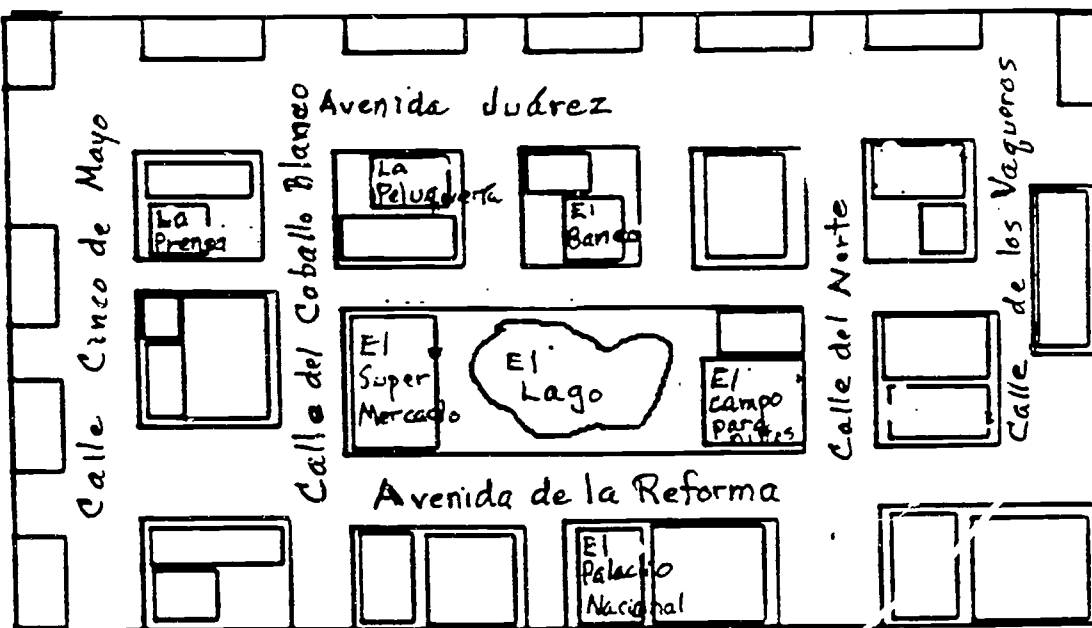 Avenida Juárez
Calle Cinco de Mayo
Calle del Caballo Blanco
Calle del Norte
Calle de los Vaqueros
La
Prensa
La
Peluquería
El
Banco
El
Super
Mercado
El
Lago
El
campo
para
niños
Avenida de la Reforma
El
Palacio
Nacional